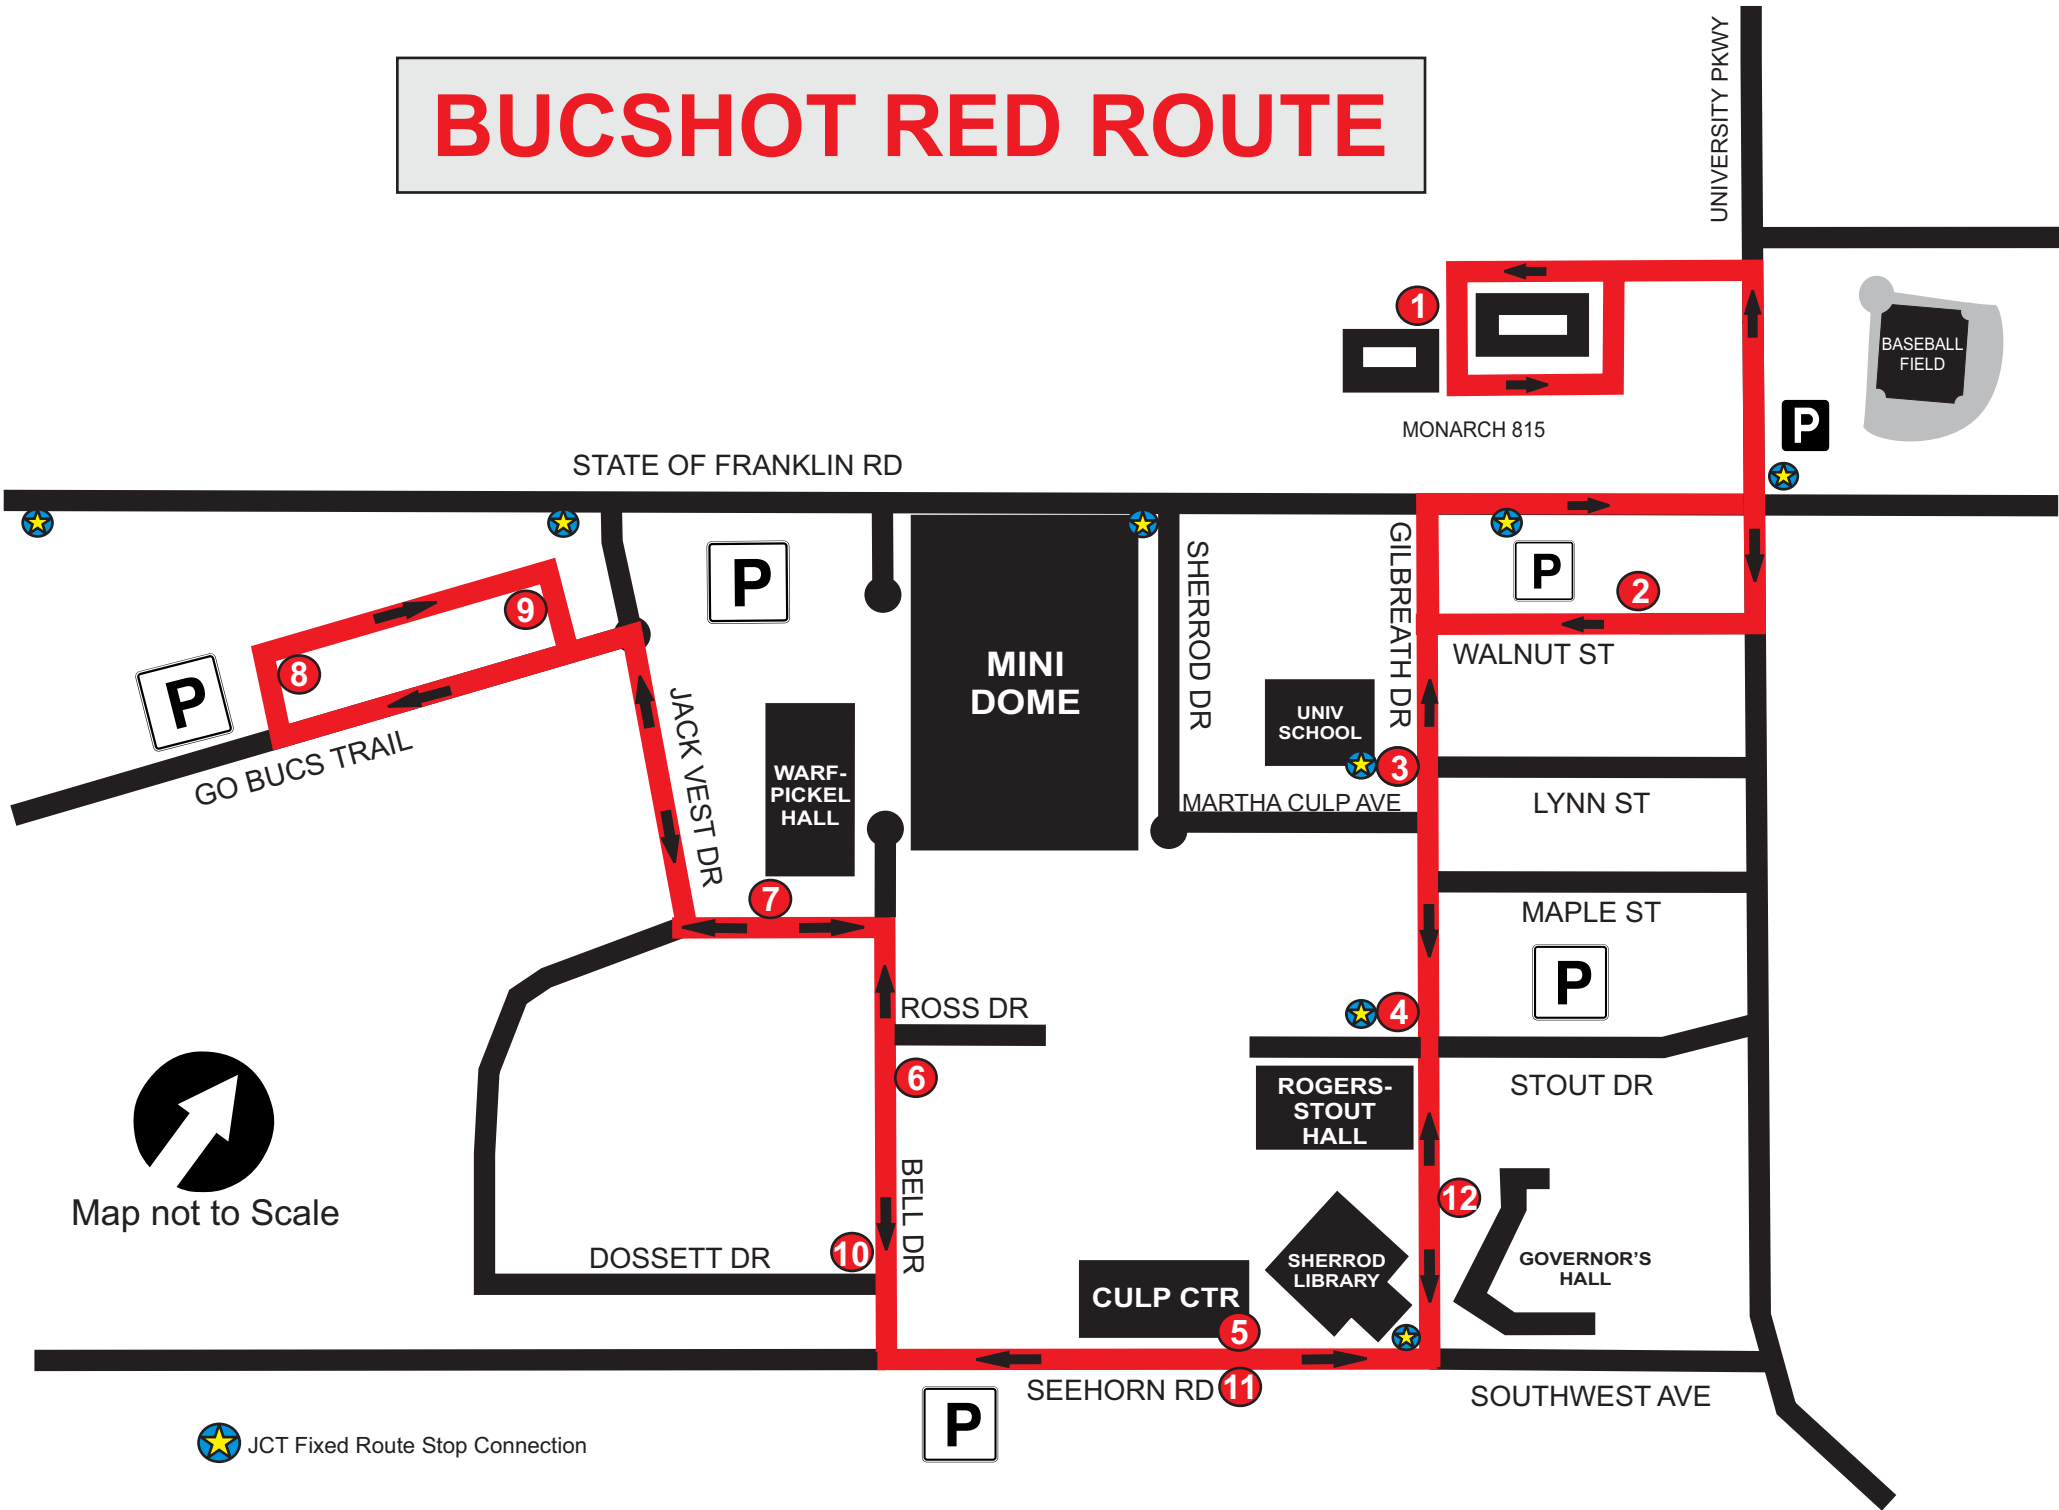 BUCSHOT RED ROUTE
UNIVERSITY PKWY
1
BASEBALL
FIELD
P
MONARCH 815
STATE OF FRANKLIN RD
P
P
2
9
8
P
GO BUCS TRAIL
JACK VEST DR
MINI
DOME
SHERROD DR
GILBREATH DR
WALNUT ST
UNIV
SCHOOL
3
WARF-
PICKEL
HALL
MARTHA CULP AVE
LYNN ST
7
MAPLE ST
P
ROSS DR
4
6
STOUT DR
ROGERS-
STOUT
HALL
Map not to Scale
BELL DR
12
10
DOSSETT DR
SHERROD
LIBRARY
GOVERNOR'S
HALL
CULP CTR
5
SEEHORN RD
11
SOUTHWEST AVE
P
JCT Fixed Route Stop Connection